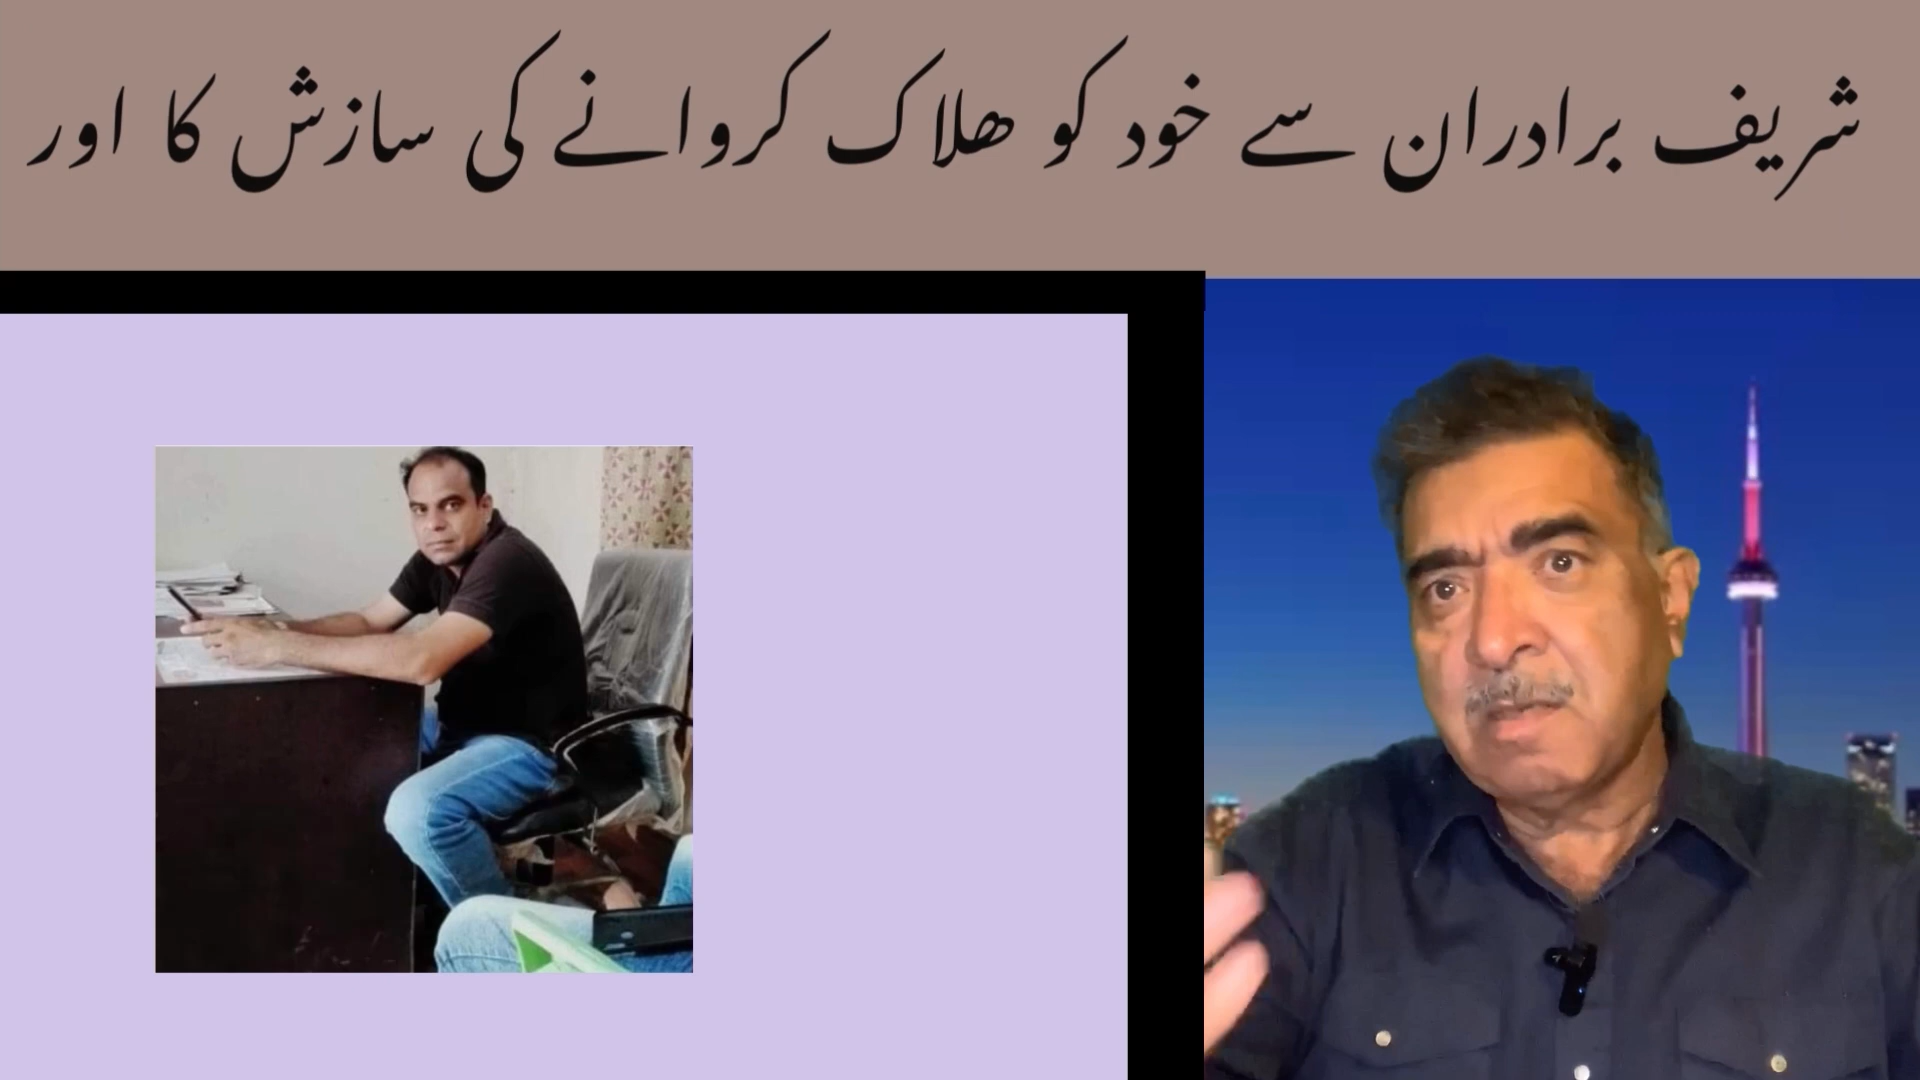 شریف برادران سے خود کو ھلاک کروانے کی سازش کا اور